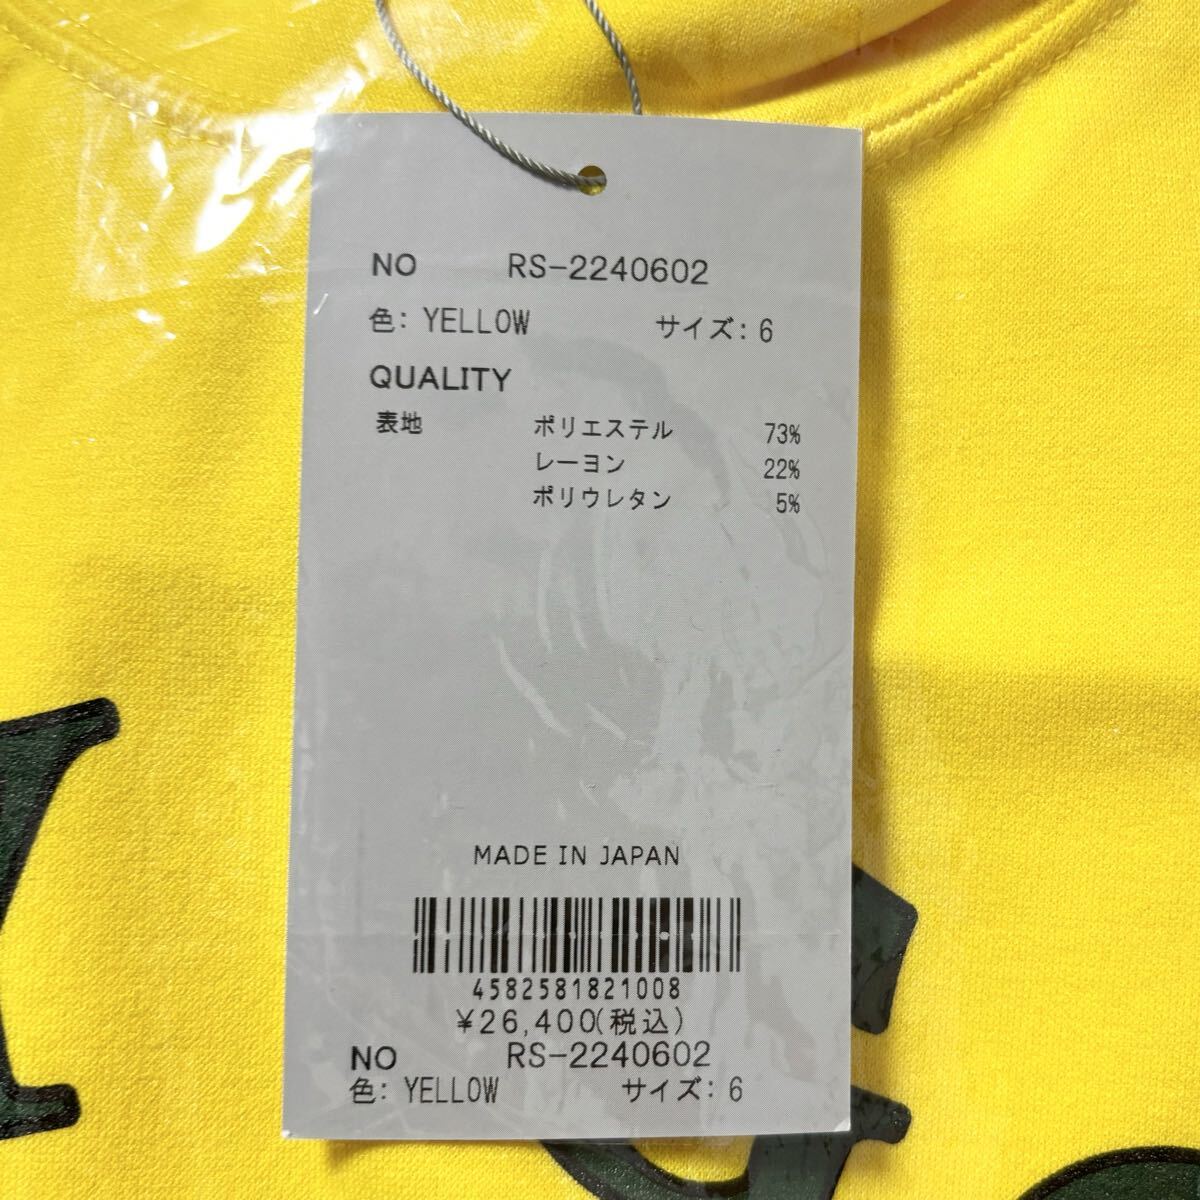 NO RS-2240602
色: YELLOW サイズ: 6
QUALITY
表地 ポリエステル 73%
レーヨン 22%
ポリウレタン 5%
MADE IN JAPAN
4582581821008
¥26,400(税込)
NO RS-2240602
色: YELLOW サイズ: 6